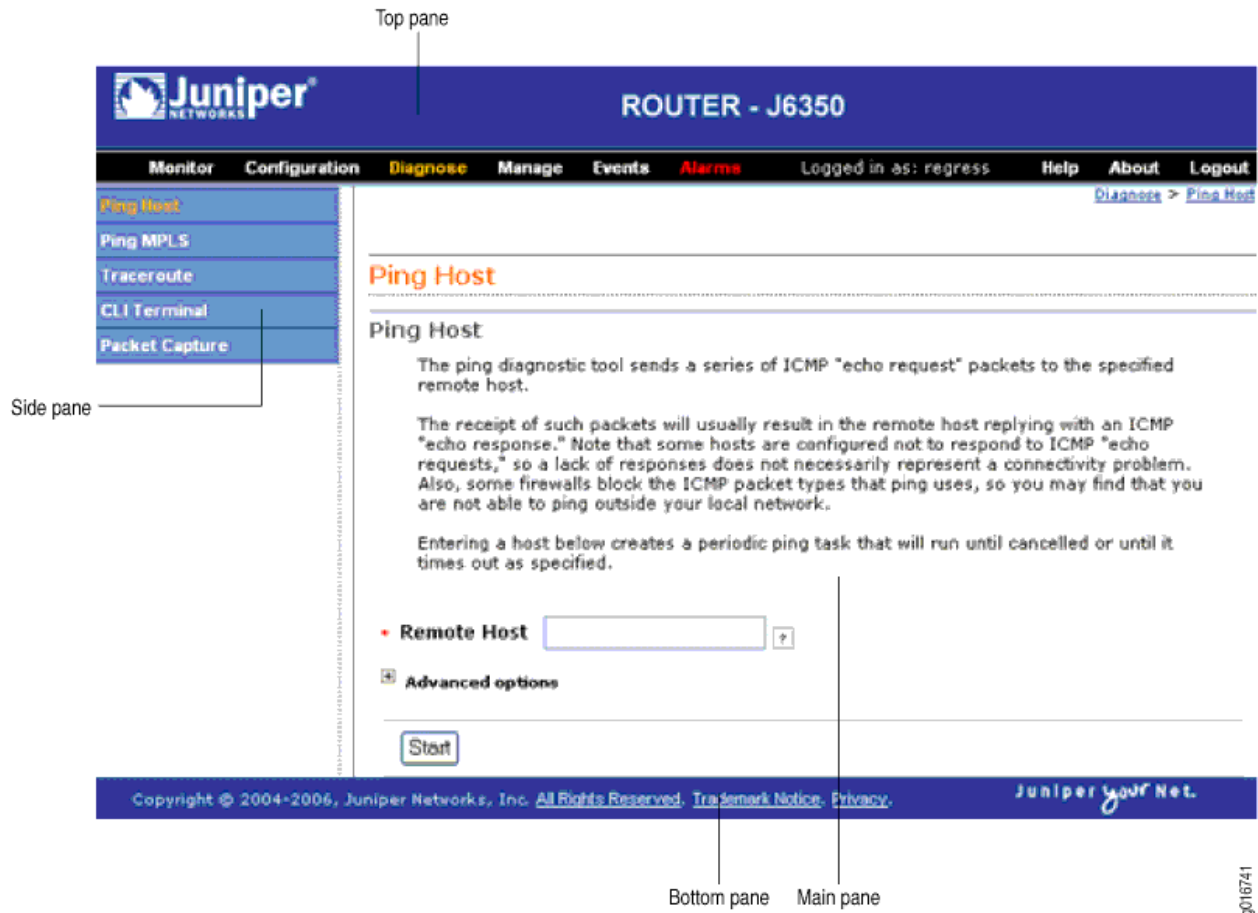 Top pane
Juniper®
NETWORKS
ROUTER - J6350
Monitor Configuration Diagnose Manage Events Alarms Logged in as: regress Help About Logout
Diagnose > Ping Host
Ping Host
Ping MPLS
Traceroute
CLI Terminal
Packet Capture
Side pane
Ping Host
Ping Host
The ping diagnostic tool sends a series of ICMP "echo request" packets to the specified
remote host.
The receipt of such packets will usually result in the remote host replying with an ICMP
"echo response." Note that some hosts are configured not to respond to ICMP "echo
requests," so a lack of responses does not necessarily represent a connectivity problem.
Also, some firewalls block the ICMP packet types that ping uses, so you may find that you
are not able to ping outside your local network.
Entering a host below creates a periodic ping task that will run until cancelled or until it
times out as specified.
* Remote Host ?
+ Advanced options
Start
Copyright © 2004-2006, Juniper Networks, Inc. All Rights Reserved. Trademark Notice. Privacy.
Juniper your Net.
Bottom pane Main pane
g016741